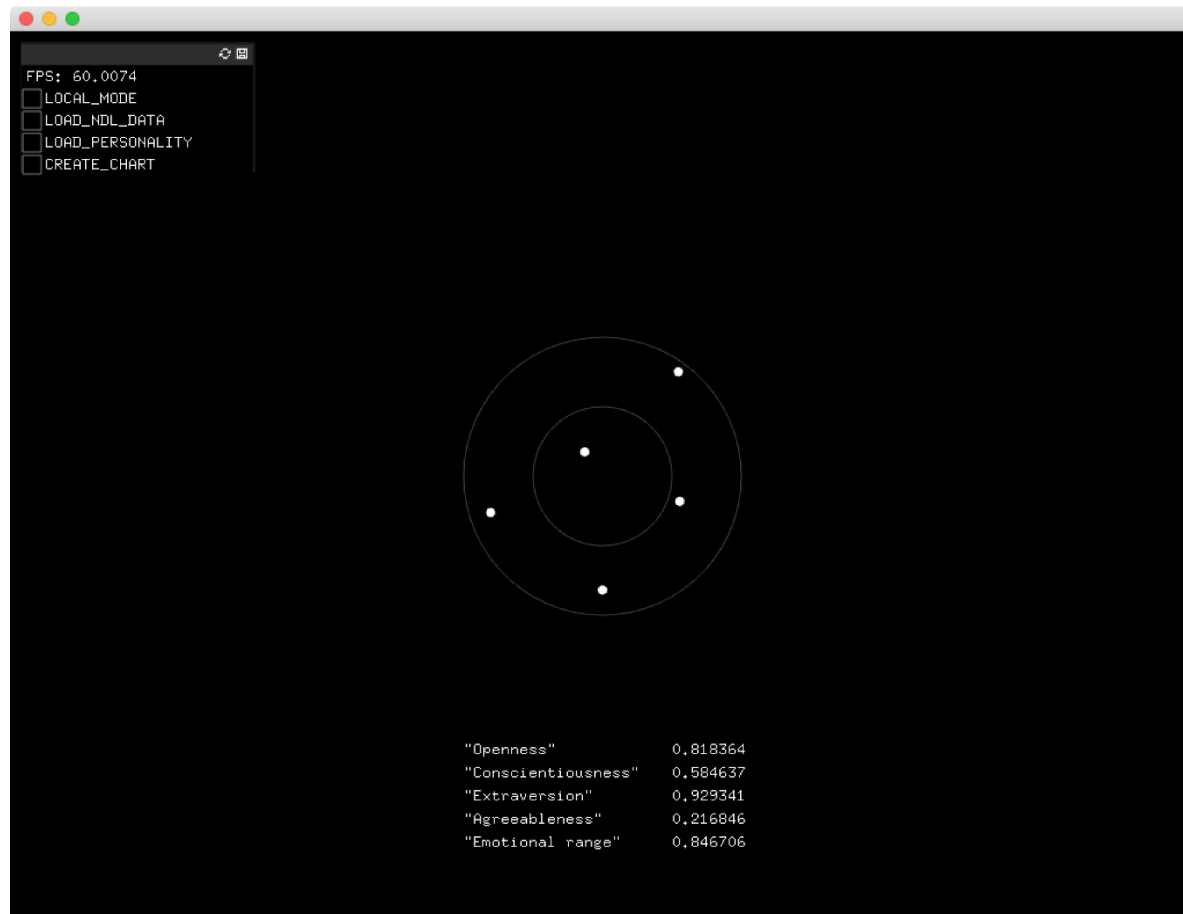 FPS: 60.0074
LOCAL_MODE
LOAD_NDL_DATA
LOAD_PERSONALITY
CREATE_CHART
"Openness" 0.818364
"Conscientiousness" 0.584637
"Extraversion" 0.929341
"Agreeableness" 0.216846
"Emotional range" 0.846706